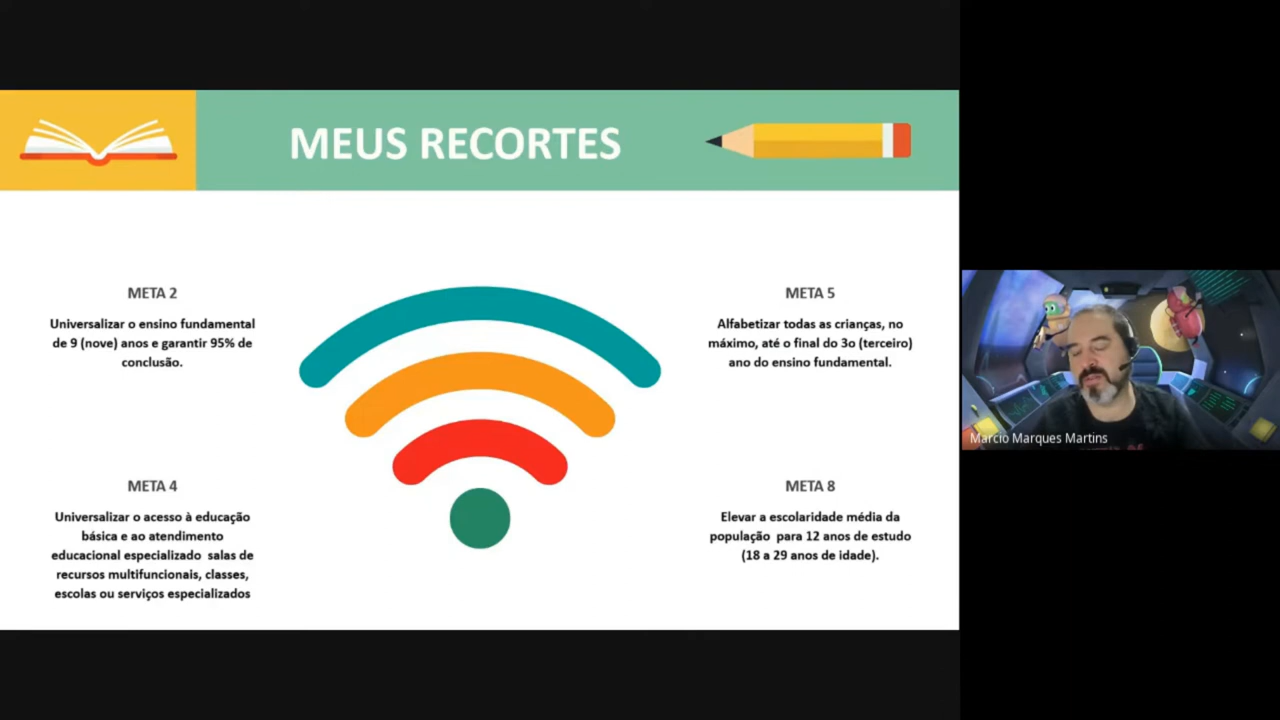 MEUS RECORTES
META 2
Universalizar o ensino fundamental
de 9 (nove) anos e garantir 95% de
conclusão.
META 4
Universalizar o acesso à educação
básica e ao atendimento
educacional especializado salas de
recursos multifuncionais, classes,
escolas ou serviços especializados
META 5
Alfabetizar todas as crianças, no
máximo, até o final do 3o (terceiro)
ano do ensino fundamental.
META 8
Elevar a escolaridade média da
população para 12 anos de estudo
(18 a 29 anos de idade).
Marcio Marques Martins